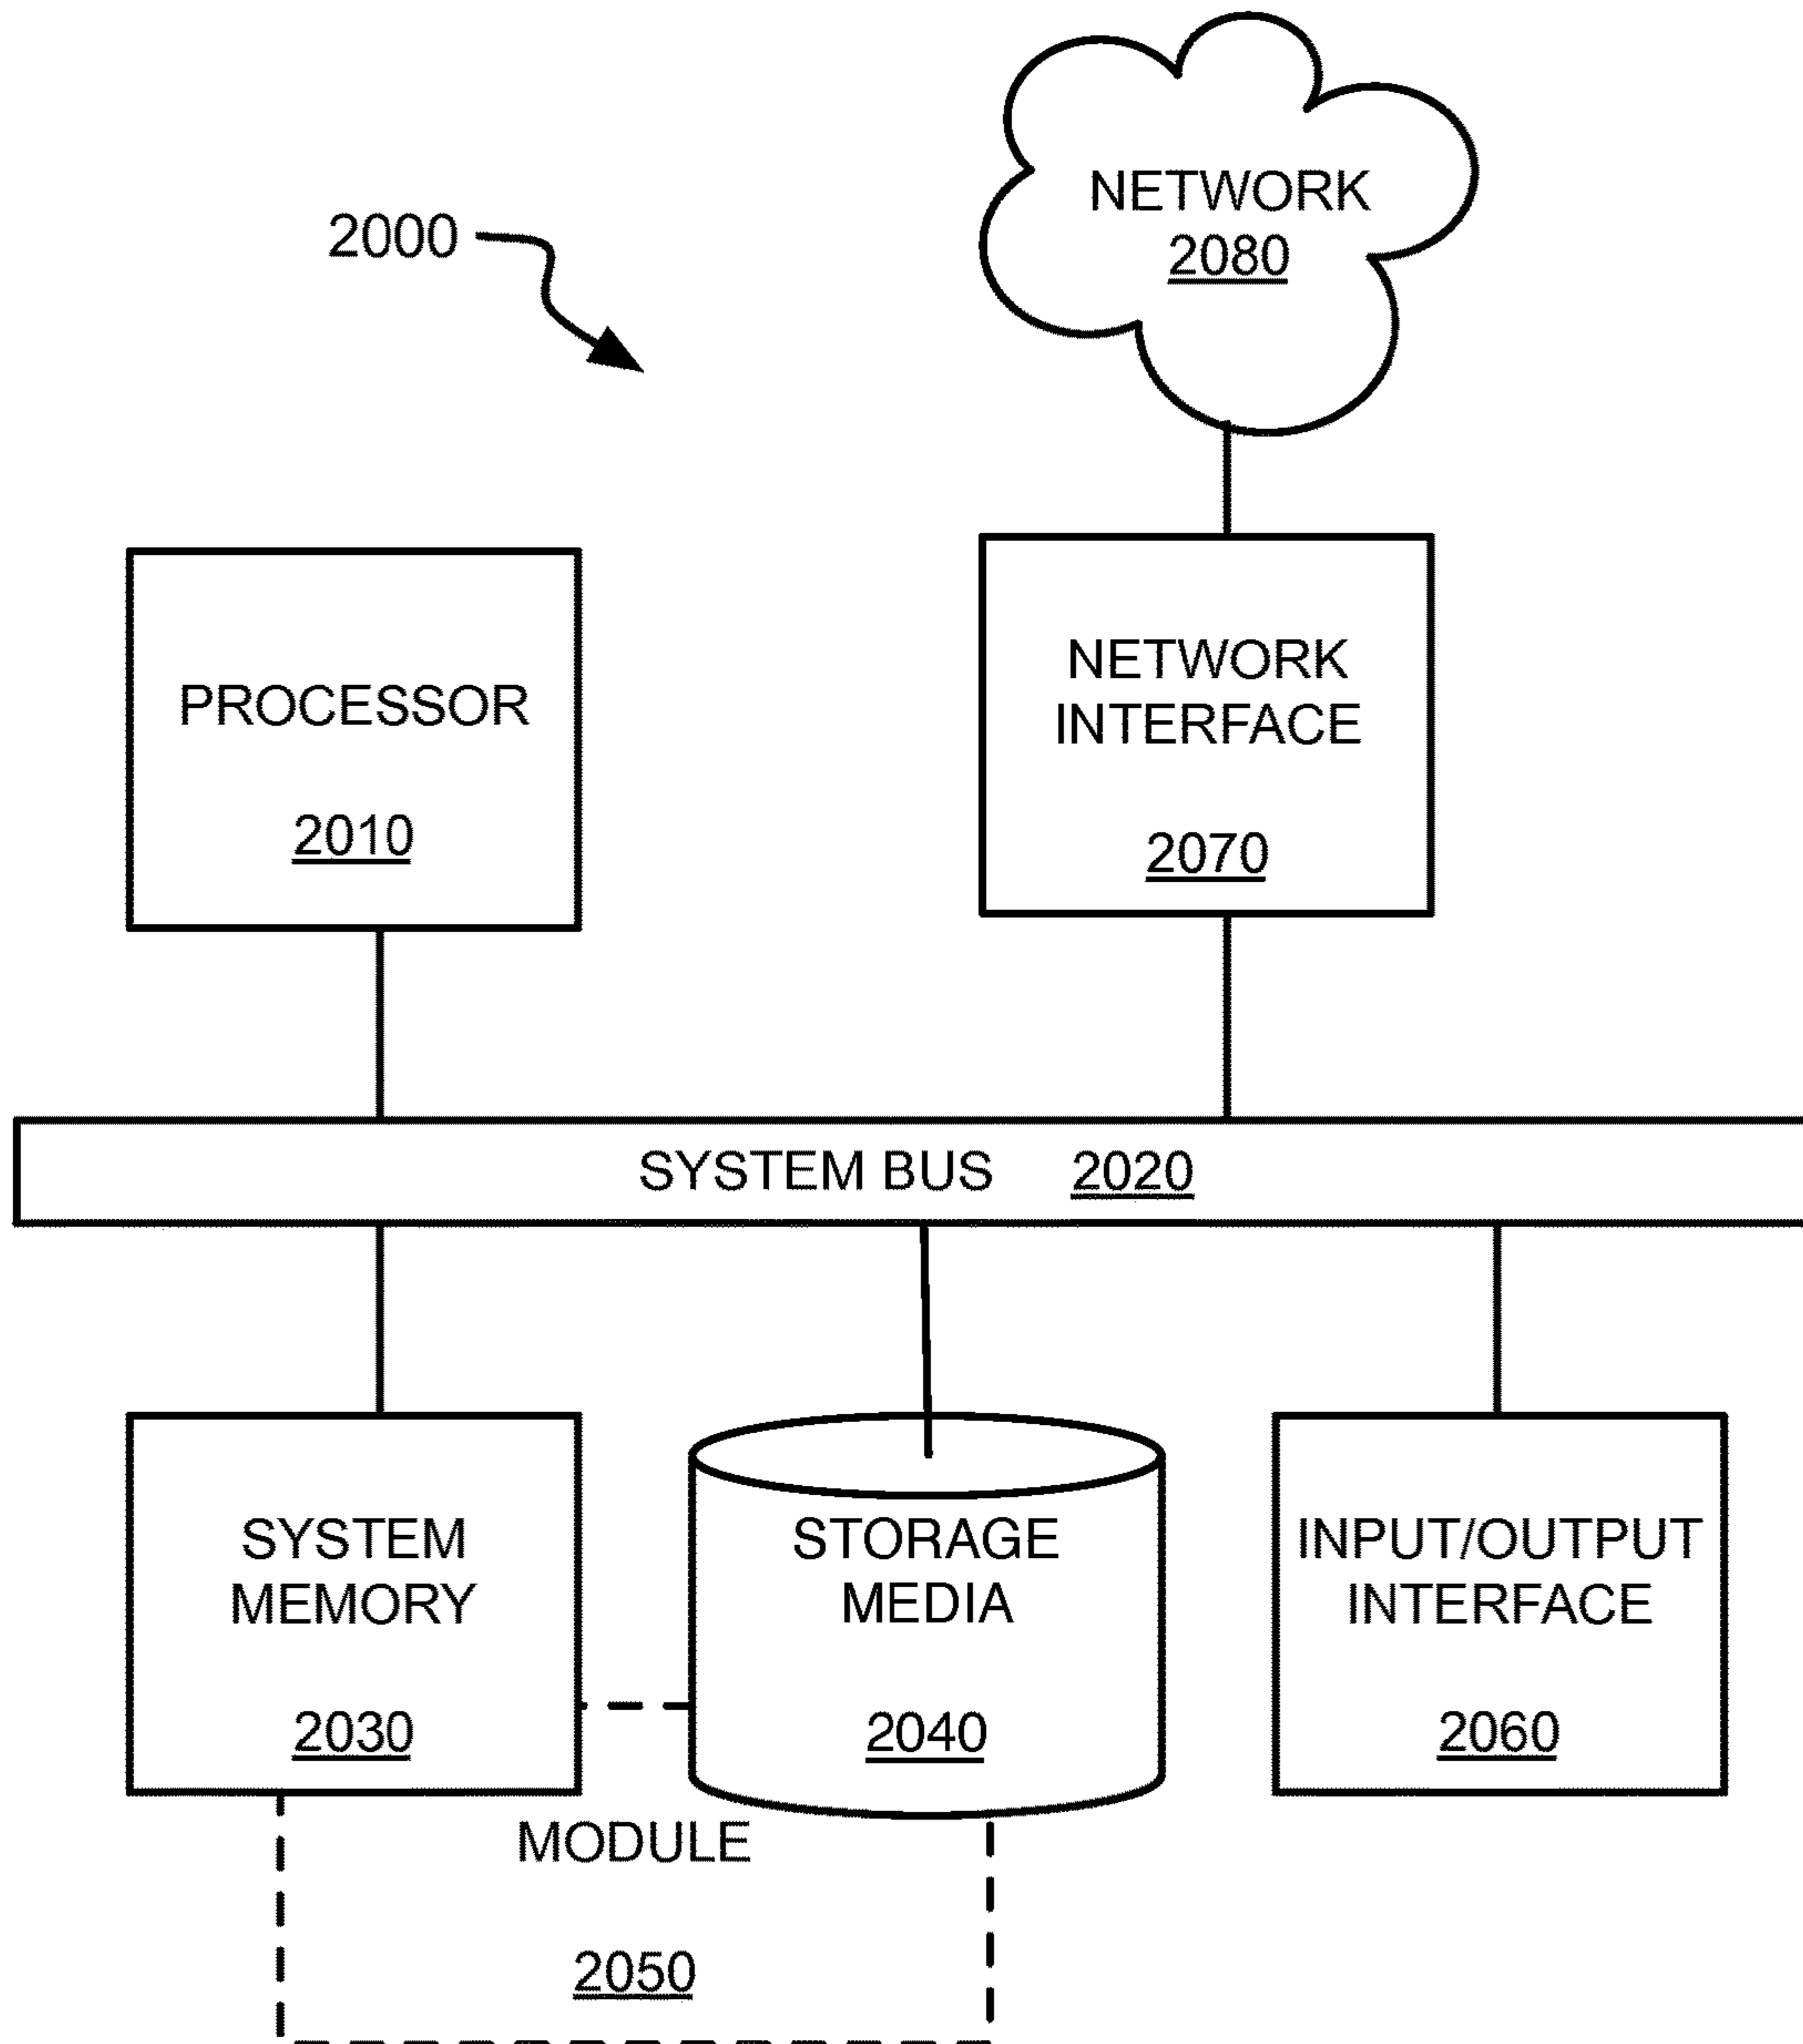 NETWORK
2080
2000
PROCESSOR
2010
NETWORK
INTERFACE
2070
SYSTEM BUS 2020
SYSTEM
MEMORY
2030
STORAGE
MEDIA
2040
INPUT/OUTPUT
INTERFACE
2060
MODULE
2050